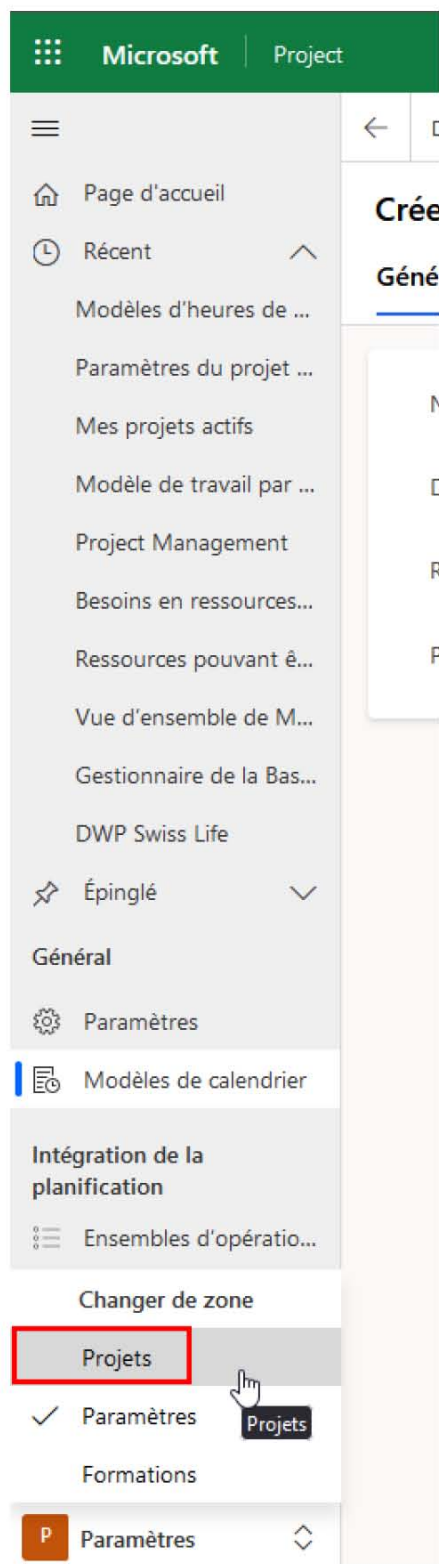 Microsoft Project
Page d'accueil
Récent
Modèles d'heures de ...
Paramètres du projet ...
Mes projets actifs
Modèle de travail par ...
Project Management
Besoins en ressources...
Ressources pouvant ê...
Vue d'ensemble de M...
Gestionnaire de la Bas...
DWP Swiss Life
Épinglé
Général
Paramètres
Modèles de calendrier
Intégration de la
planification
Ensembles d'opératio...
Changer de zone
Projets
Paramètres
Projets
Formations
P Paramètres
Crée
Géné